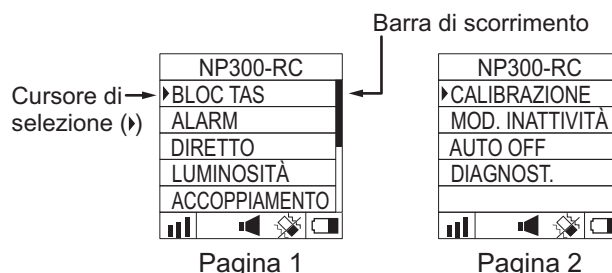 Barra di scorrimento
Cursore di
selezione ()
NP300-RC
BLOC TAS
ALARM
DIRETTO
LUMINOSITÀ
ACCOPPIAMENTO
Pagina 1
NP300-RC
CALIBRAZIONE
MOD. INATTIVITÀ
AUTO OFF
DIAGNOST.
Pagina 2